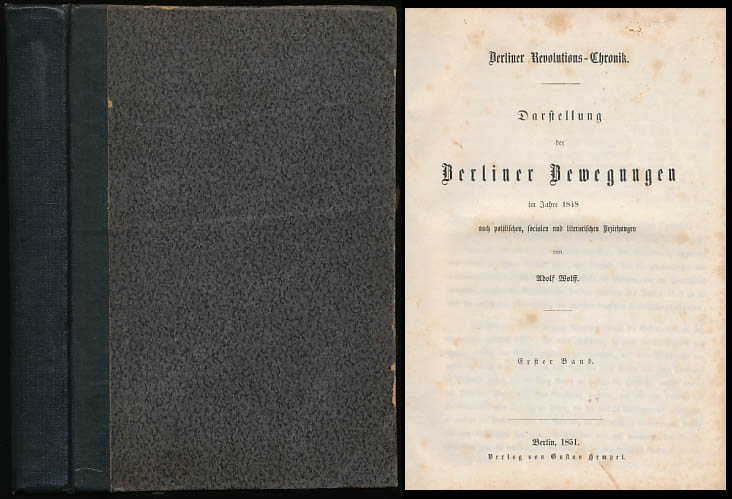 Berliner Revolutions-Chronik.
Darstellung
der
Berliner Bewegungen
im Jahre 1848
nach politischen, socialen und literarischen Beziehungen
von
Adolf Wolff.
Erster Band.
Berlin, 1851.
Verlag von Gustav Hempel.